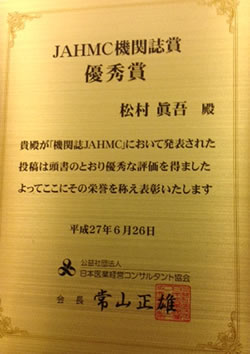 JAHMC機関誌賞
優秀賞
松村 眞吾 殿
貴殿が「機関誌JAHMC」において発表された
投稿は頭書のとおり優秀な評価を得ました
よってここにその栄誉を称え表彰いたします
平成27年6月26日
公益社団法人
日本医業経営コンサルタント協会
会長 常山正雄